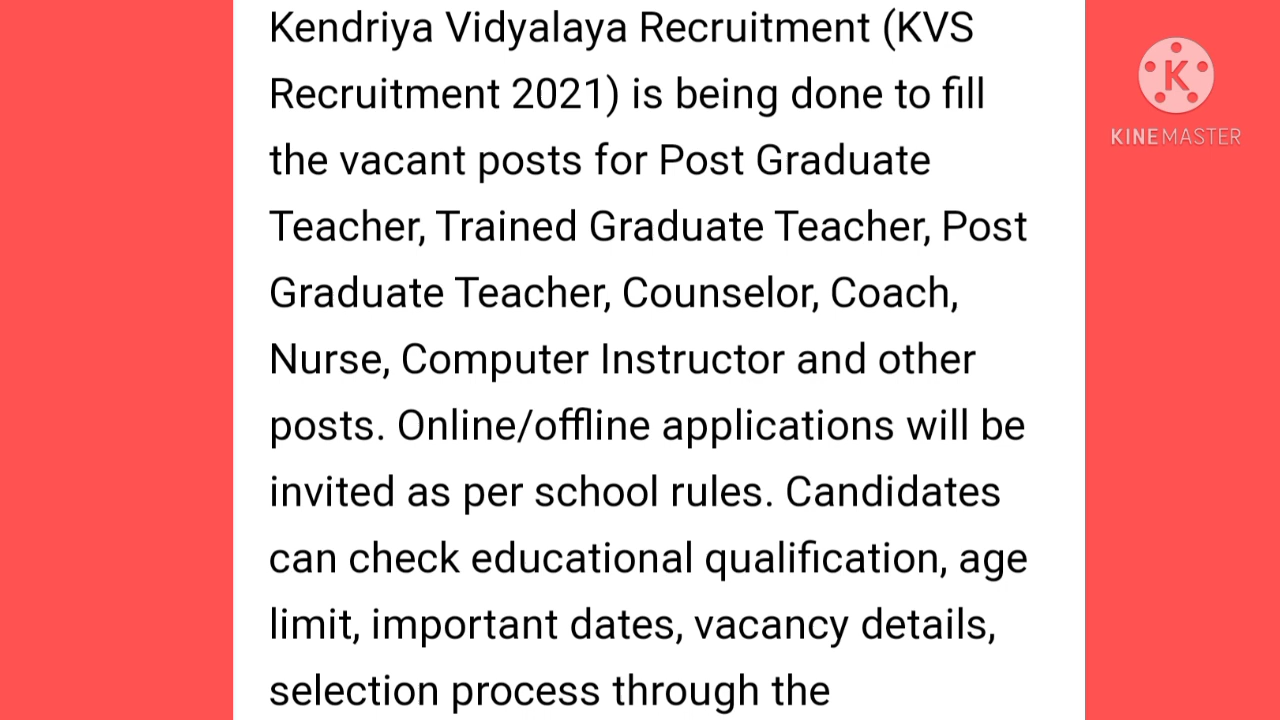 Kendriya Vidyalaya Recruitment (KVS
Recruitment 2021) is being done to fill
the vacant posts for Post Graduate
Teacher, Trained Graduate Teacher, Post
Graduate Teacher, Counselor, Coach,
Nurse, Computer Instructor and other
posts. Online/offline applications will be
invited as per school rules. Candidates
can check educational qualification, age
limit, important dates, vacancy details,
selection process through the
K
KINEMASTER